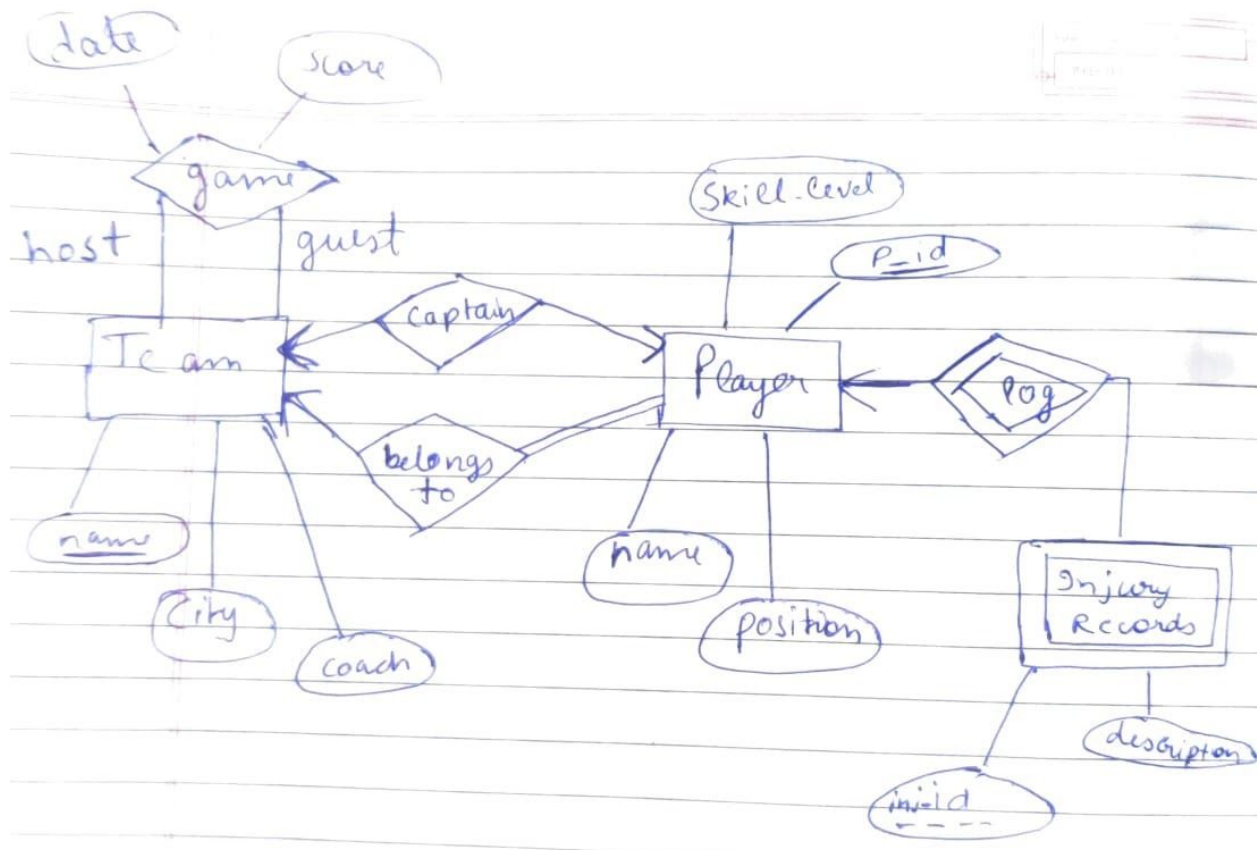 date
score
game
host
guest
Skill-level
P_id
captain
Team
Player
log
belongs
to
name
name
City
position
coach
Injury
Records
description
inj-id